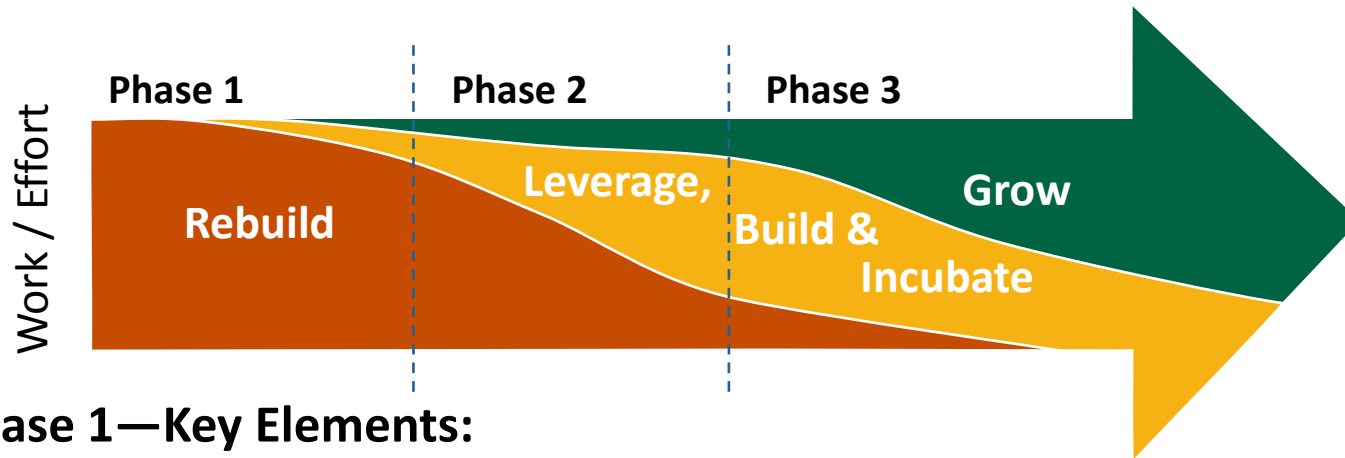 Phase 1
Phase 2
Phase 3
Work / Effort
Rebuild
Leverage,
Build &
Incubate
Grow
ase 1—Key Elements: